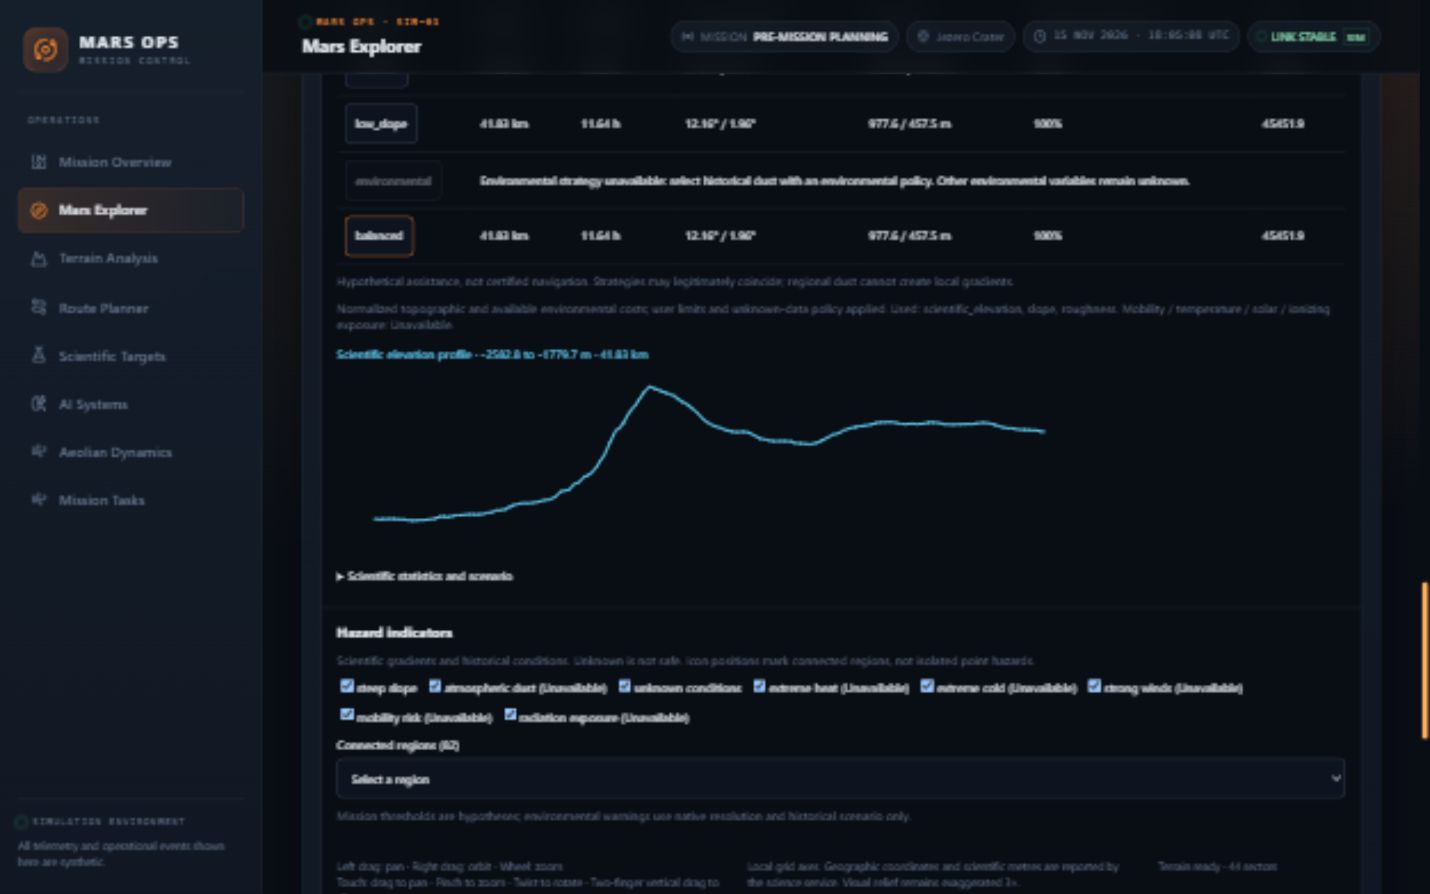 MARS OPS
MISSION CONTROL
OPERATIONS
Mission Overview
Mars Explorer
Terrain Analysis
Route Planner
Scientific Targets
AI Systems
Aeolian Dynamics
Mission Tasks
SIMULATION ENVIRONMENT
All telemetry and operational events shown
here are synthetic.
MARS OPS - SIM-01
Mars Explorer
MISSION PRE-MISSION PLANNING
Jezero Crater
15 NOV 2026 · 18:05:08 UTC
LINK STABLE SIM
low_slope 41.83 km 11.64 h 12.16° / 1.96° 977.6 / 457.5 m 100% 45451.9
environmental Environmental strategy unavailable: select historical dust with an environmental policy. Other environmental variables remain unknown.
balanced 41.83 km 11.64 h 12.16° / 1.96° 977.6 / 457.5 m 100% 45451.9
Hypothetical assistance, not certified navigation. Strategies may legitimately coincide; regional dust cannot create local gradients.
Normalized topographic and available environmental costs; user limits and unknown-data policy applied. Used: scientific_elevation, slope, roughness. Mobility / temperature / solar / ionizing
exposure: Unavailable.
Scientific elevation profile · -2582.8 to -1779.7 m · 41.83 km
▸ Scientific statistics and scenario
Hazard indicators
Scientific gradients and historical conditions. Unknown is not safe. Icon positions mark connected regions, not isolated point hazards.
steep slope atmospheric dust (Unavailable) unknown conditions extreme heat (Unavailable) extreme cold (Unavailable) strong winds (Unavailable)
mobility risk (Unavailable) radiation exposure (Unavailable)
Connected regions (82)
Select a region
Mission thresholds are hypotheses; environmental warnings use native resolution and historical scenario only.
Left drag: pan · Right drag: orbit · Wheel: zoom
Touch: drag to pan · Pinch to zoom · Twist to rotate · Two-finger vertical drag to
Local grid axes. Geographic coordinates and scientific metres are reported by
the science service. Visual relief remains exaggerated 3×.
Terrain ready · 44 sectors